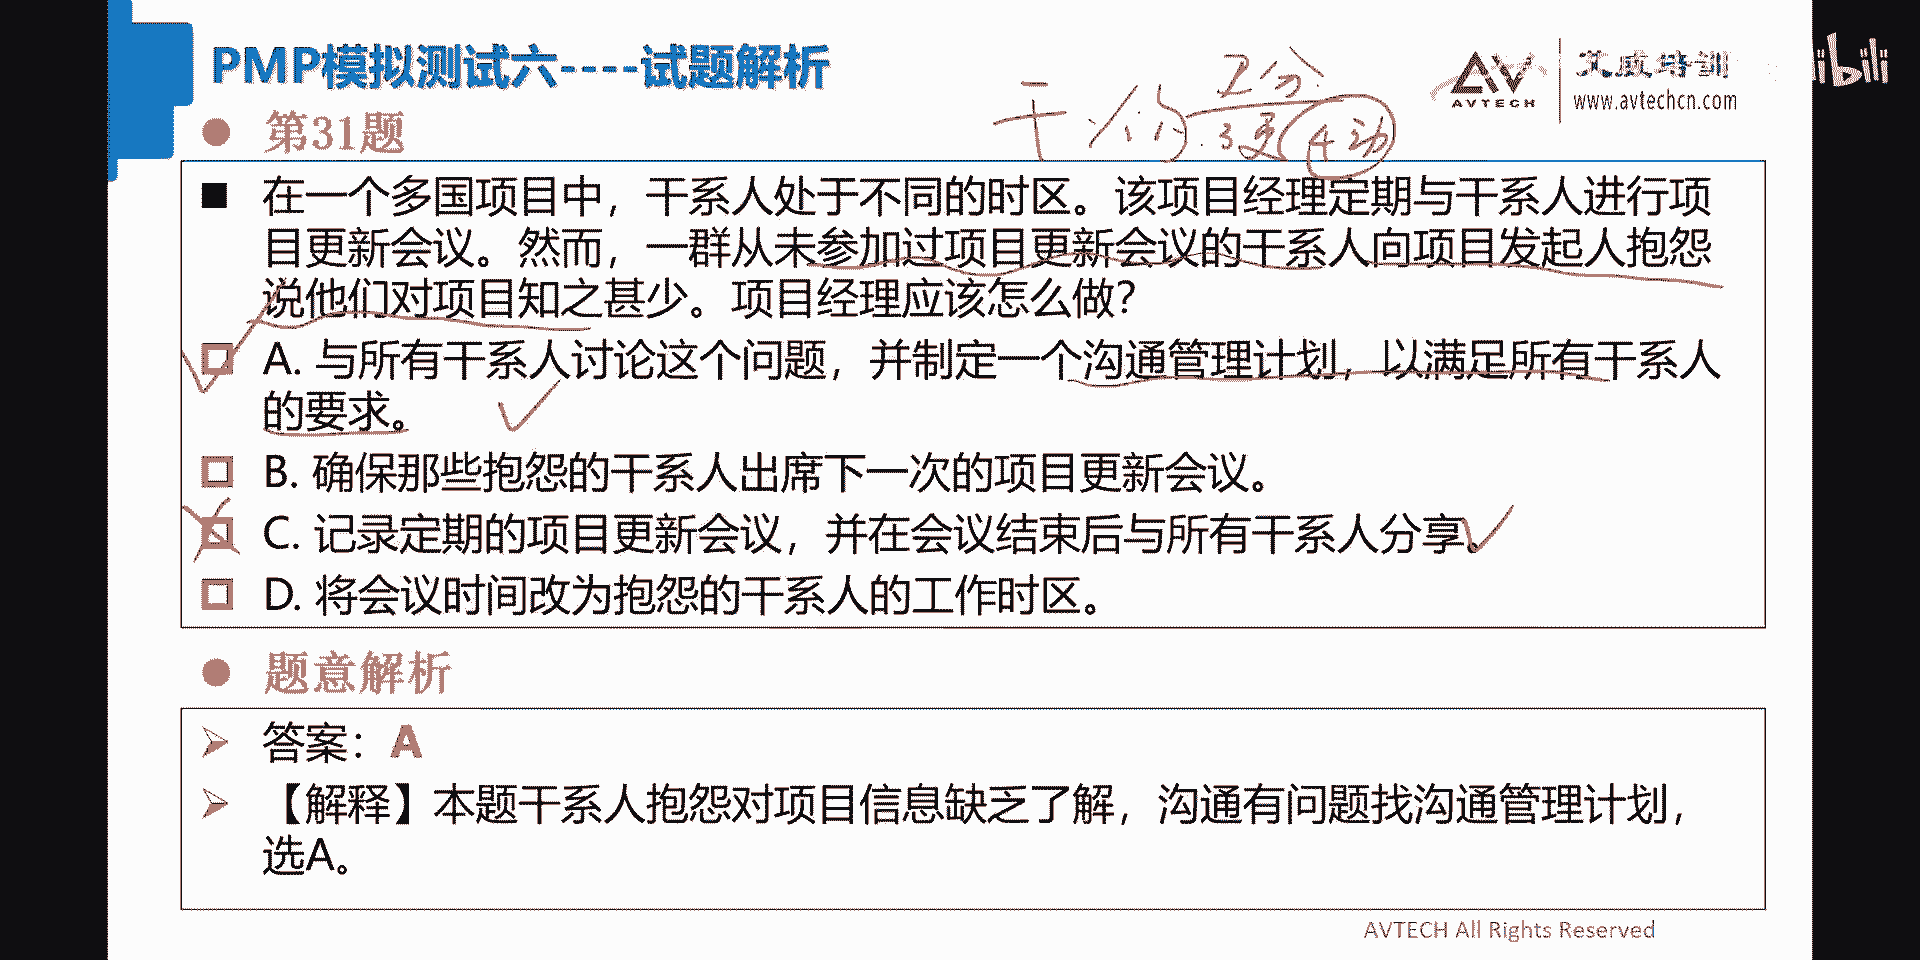 PMP模拟测试六----试题解析
AVTECH
艾威培训
www.avtechcn.com
第31题
2分
3更 4动
在一个多国项目中，干系人处于不同的时区。该项目经理定期与干系人进行项
目更新会议。然而，一群从未参加过项目更新会议的干系人向项目发起人抱怨
说他们对项目知之甚少。项目经理应该怎么做？
A. 与所有干系人讨论这个问题，并制定一个沟通管理计划，以满足所有干系人
的要求。
B. 确保那些抱怨的干系人出席下一次的项目更新会议。
C. 记录定期的项目更新会议，并在会议结束后与所有干系人分享。
D. 将会议时间改为抱怨的干系人的工作时区。
题意解析
答案：A
【解释】本题干系人抱怨对项目信息缺乏了解，沟通有问题找沟通管理计划，
选A。
AVTECH All Rights Reserved